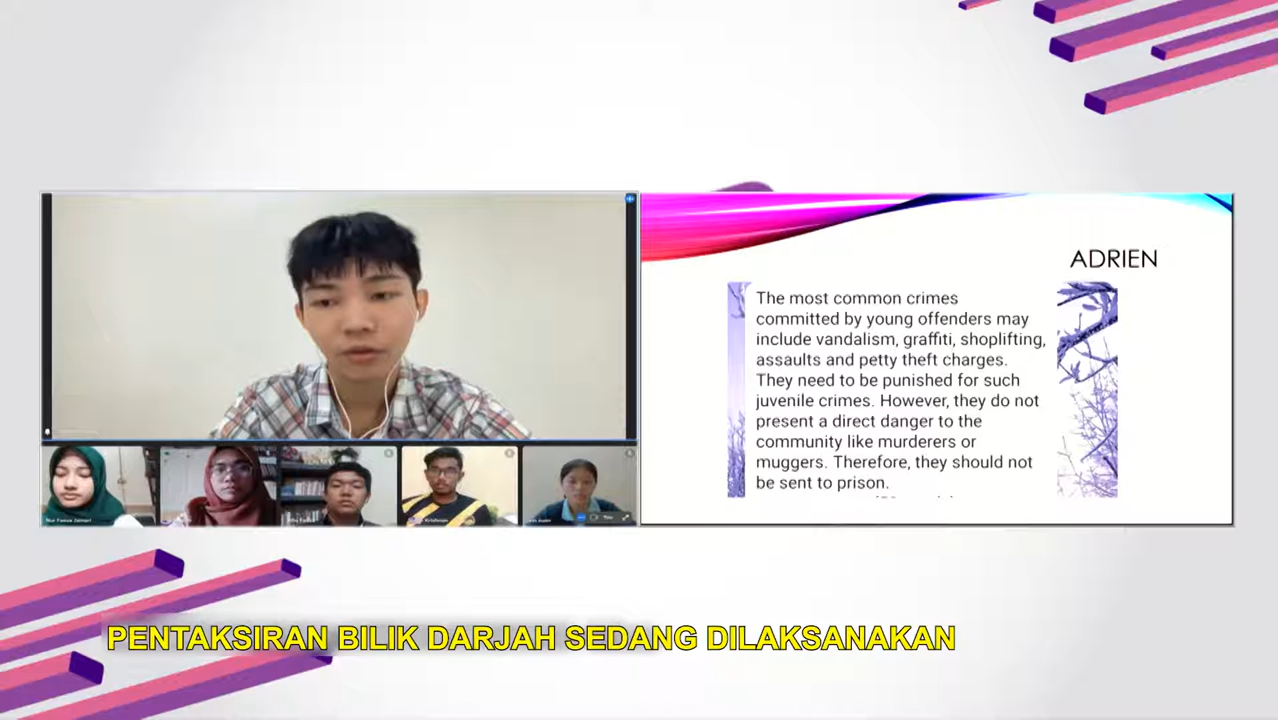 ADRIEN
The most common crimes
committed by young offenders may
include vandalism, graffiti, shoplifting,
assaults and petty theft charges.
They need to be punished for such
juvenile crimes. However, they do not
present a direct danger to the
community like murderers or
muggers. Therefore, they should not
be sent to prison.
PENTAKSIRAN BILIK DARJAH SEDANG DILAKSANAKAN